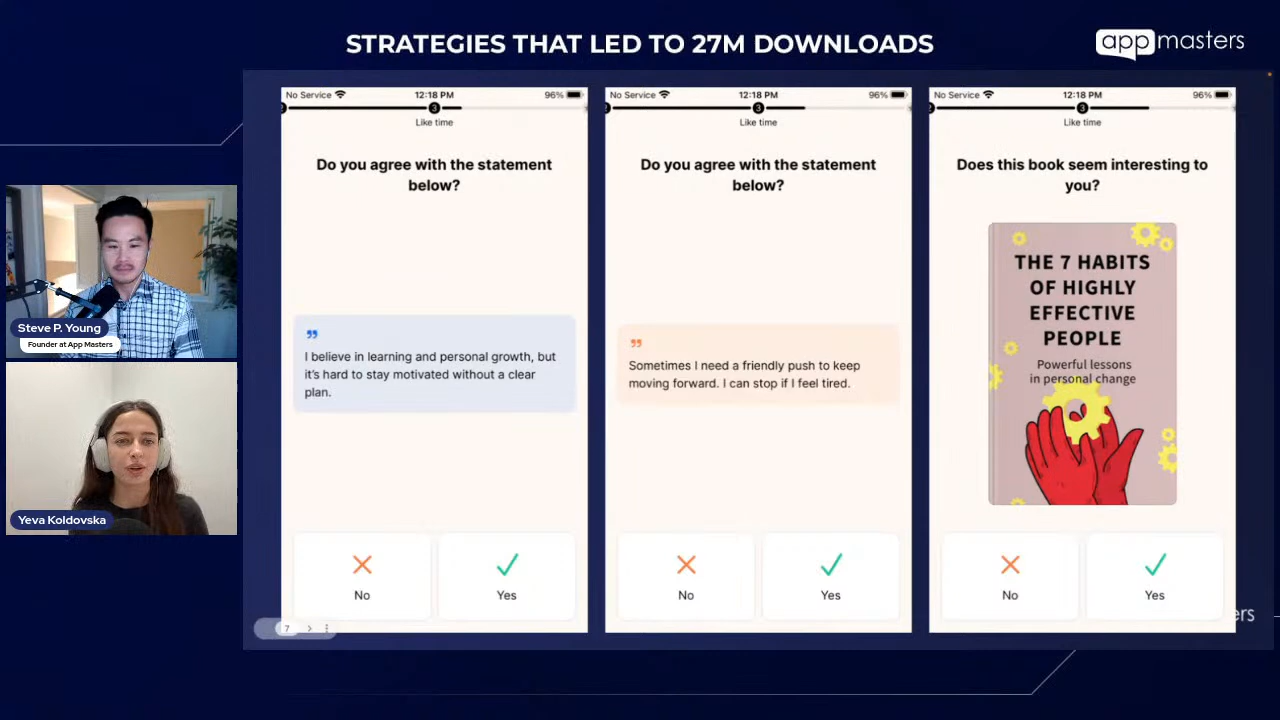 STRATEGIES THAT LED TO 27M DOWNLOADS
app masters
Steve P. Young
Founder at App Masters
Yeva Koldovska
No Service 12:18 PM 96%
3
Like time
Do you agree with the statement
below?
I believe in learning and personal growth, but
it's hard to stay motivated without a clear
plan.
No
Yes
No Service 12:18 PM 96%
3
Like time
Do you agree with the statement
below?
Sometimes I need a friendly push to keep
moving forward. I can stop if I feel tired.
No
Yes
No Service 12:18 PM 96%
3
Like time
Does this book seem interesting to
you?
THE 7 HABITS
OF HIGHLY
EFFECTIVE
PEOPLE
Powerful lessons
in personal change
No
Yes
7